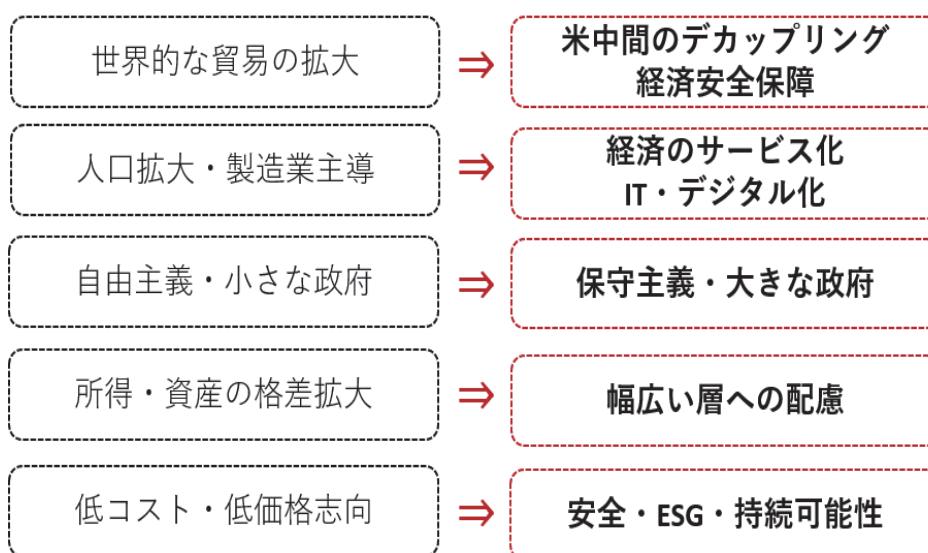 世界的な貿易の拡大
⇒
米中間のデカップリング
経済安全保障
人口拡大・製造業主導
⇒
経済のサービス化
IT・デジタル化
自由主義・小さな政府
⇒
保守主義・大きな政府
所得・資産の格差拡大
⇒
幅広い層への配慮
低コスト・低価格志向
⇒
安全・ESG・持続可能性